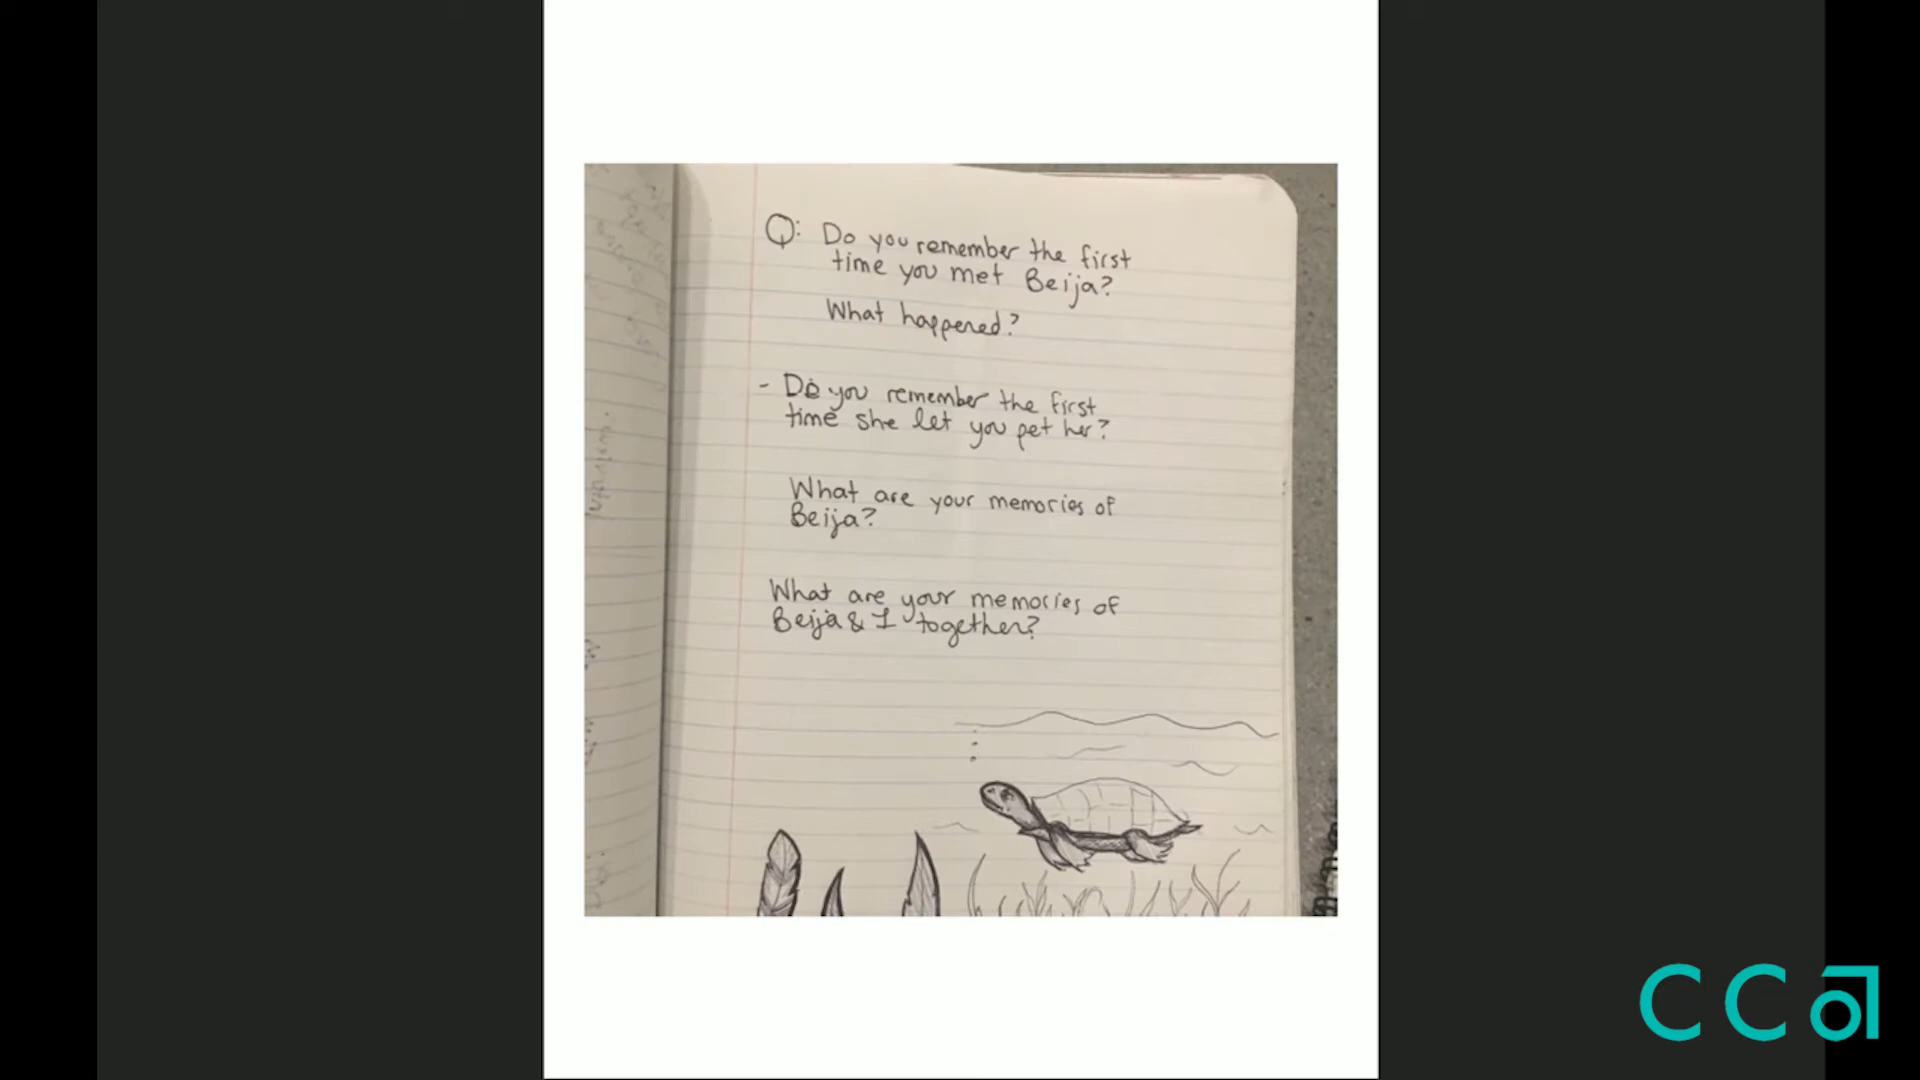 Q: Do you remember the first
time you met Beija?
What happened?
- Do you remember the first
time she let you pet her?
What are your memories of
Beija?
What are your memories of
Beija & I together?
CCA